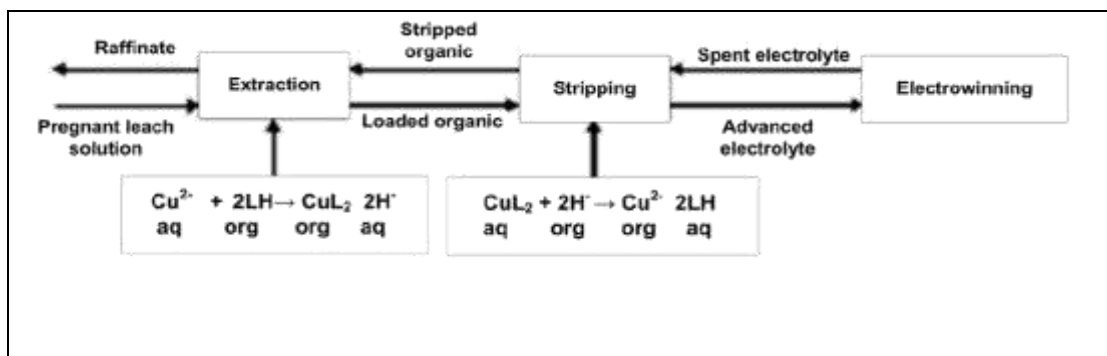 Raffinate
Stripped
organic
Spent electrolyte
Extraction
Stripping
Electrowinning
Pregnant leach
solution
Loaded organic
Advanced
electrolyte
Cu²⁻ + 2LH→ CuL₂ 2H⁻
aq org org aq
CuL₂ + 2H⁻ → Cu²⁻ 2LH
aq org org aq